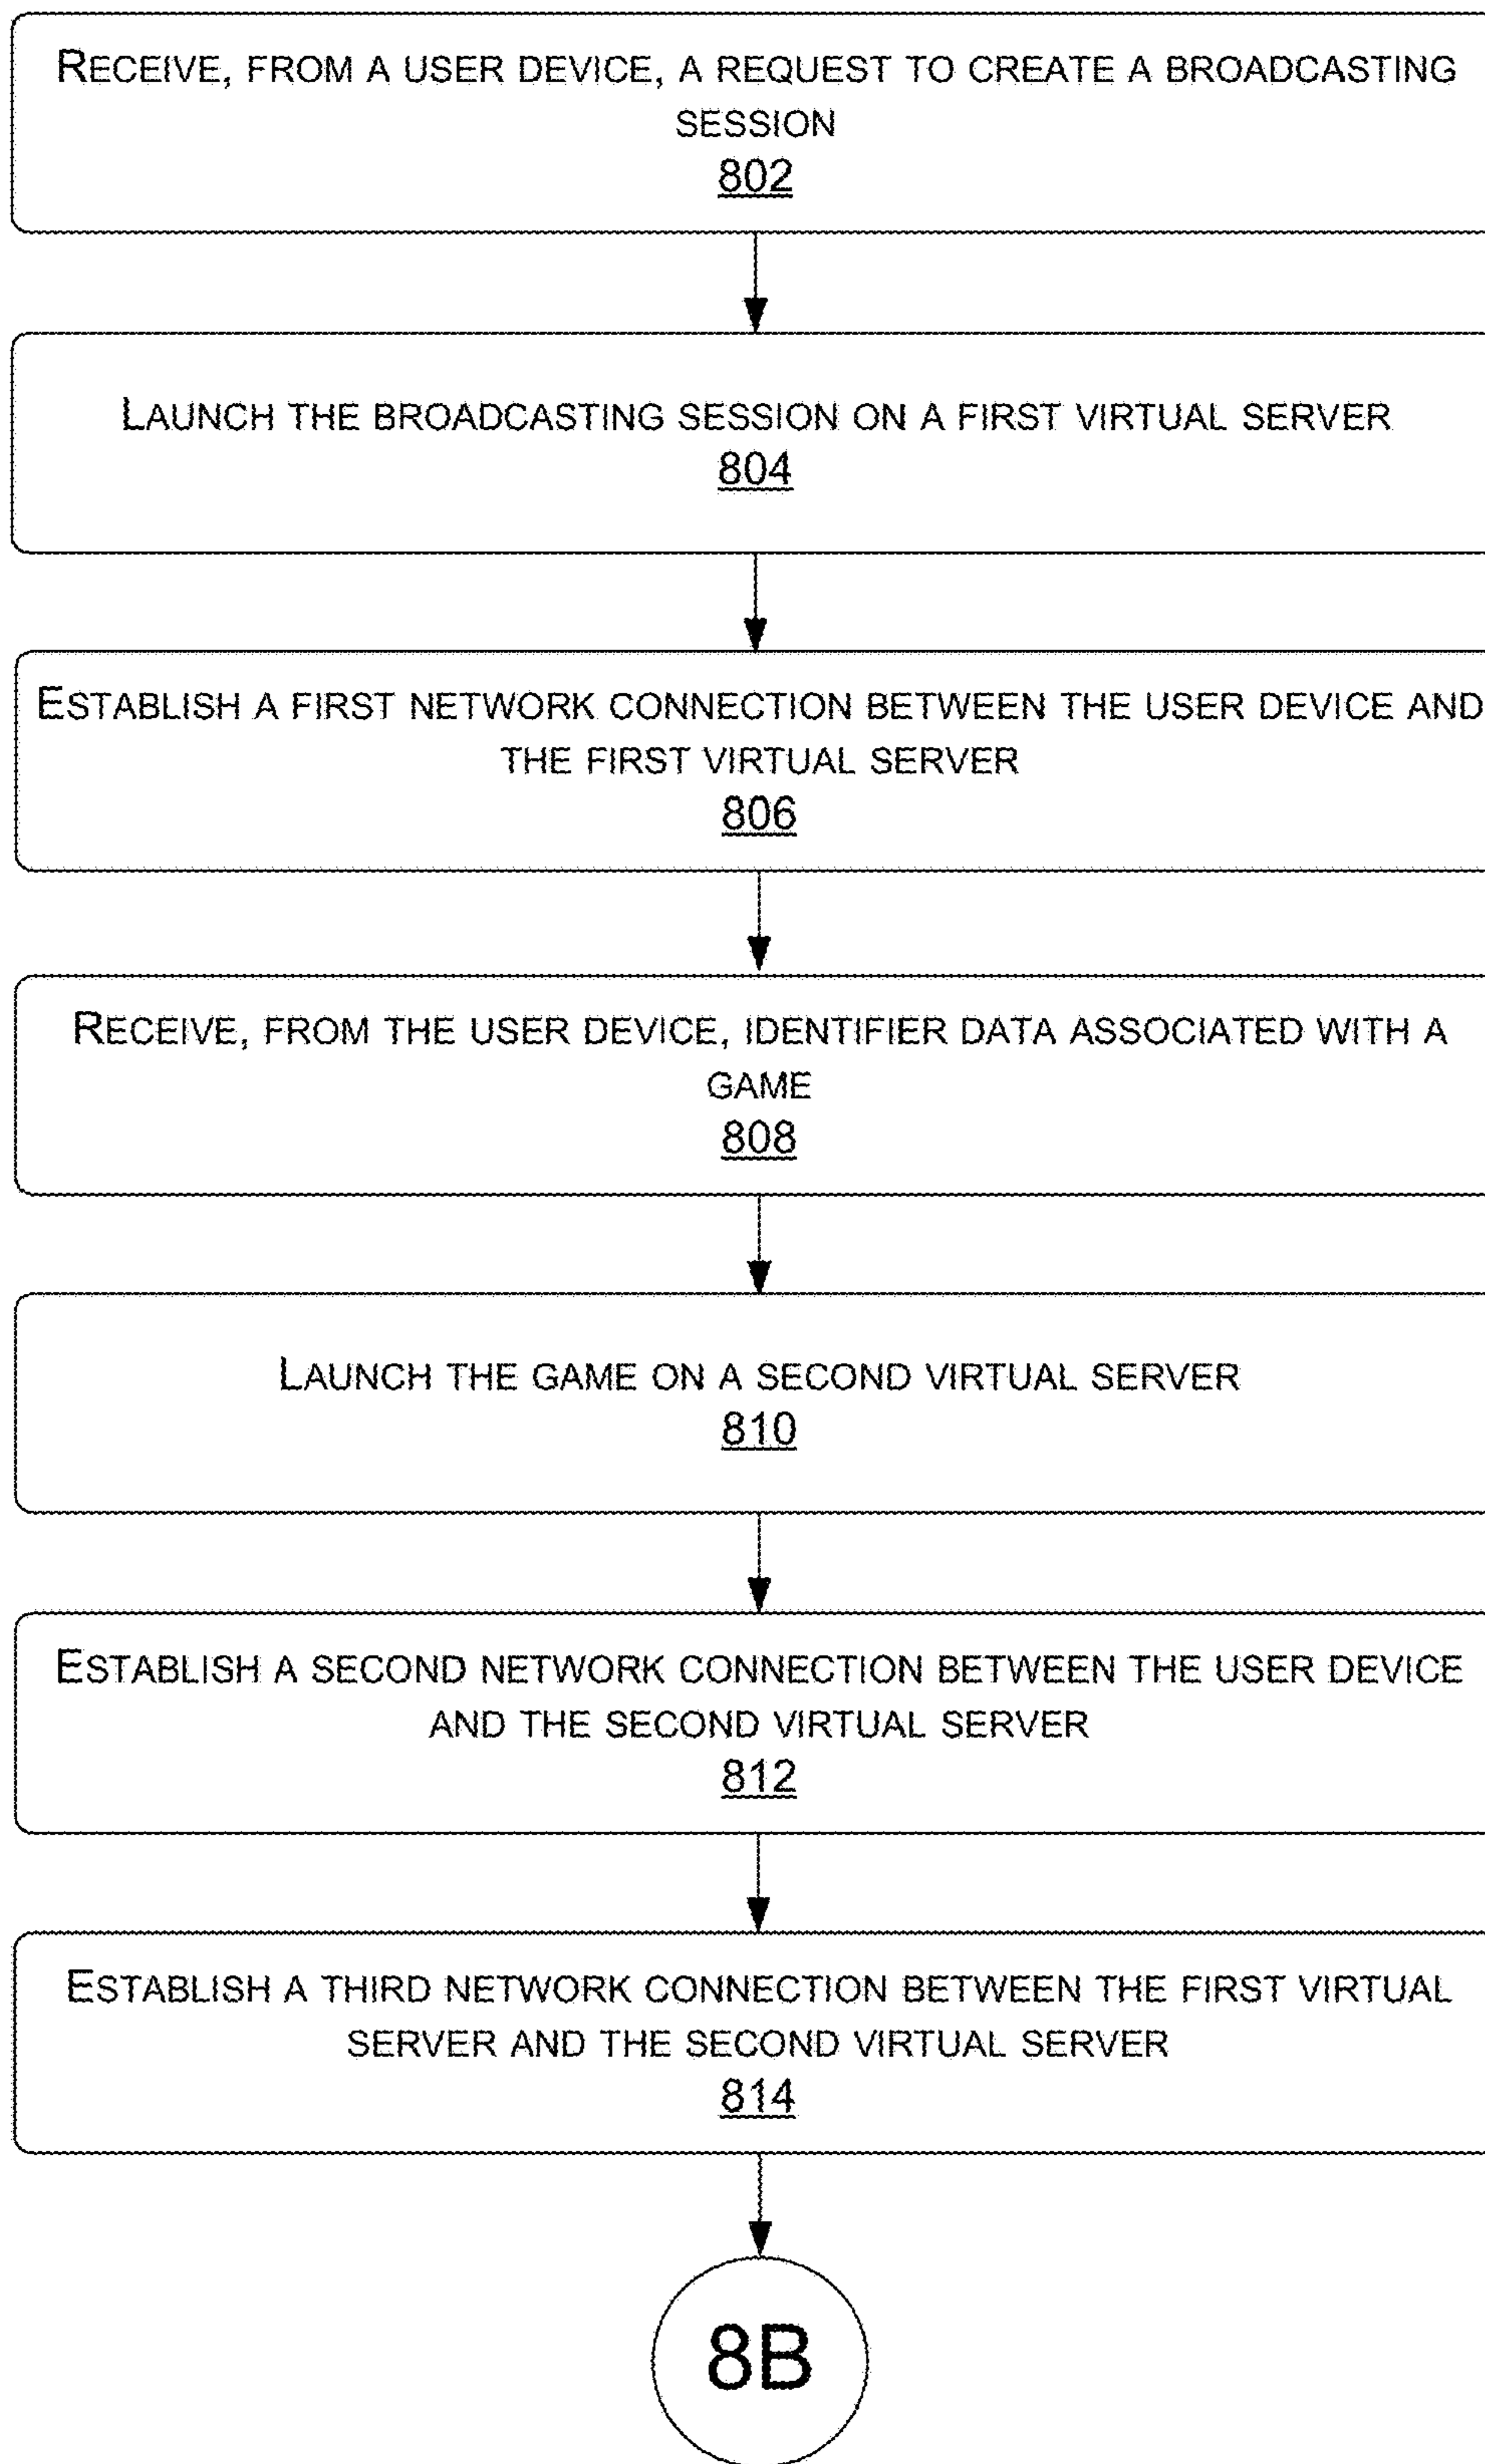 RECEIVE, FROM A USER DEVICE, A REQUEST TO CREATE A BROADCASTING
SESSION
802
LAUNCH THE BROADCASTING SESSION ON A FIRST VIRTUAL SERVER
804
ESTABLISH A FIRST NETWORK CONNECTION BETWEEN THE USER DEVICE AND
THE FIRST VIRTUAL SERVER
806
RECEIVE, FROM THE USER DEVICE, IDENTIFIER DATA ASSOCIATED WITH A
GAME
808
LAUNCH THE GAME ON A SECOND VIRTUAL SERVER
810
ESTABLISH A SECOND NETWORK CONNECTION BETWEEN THE USER DEVICE
AND THE SECOND VIRTUAL SERVER
812
ESTABLISH A THIRD NETWORK CONNECTION BETWEEN THE FIRST VIRTUAL
SERVER AND THE SECOND VIRTUAL SERVER
814
8B